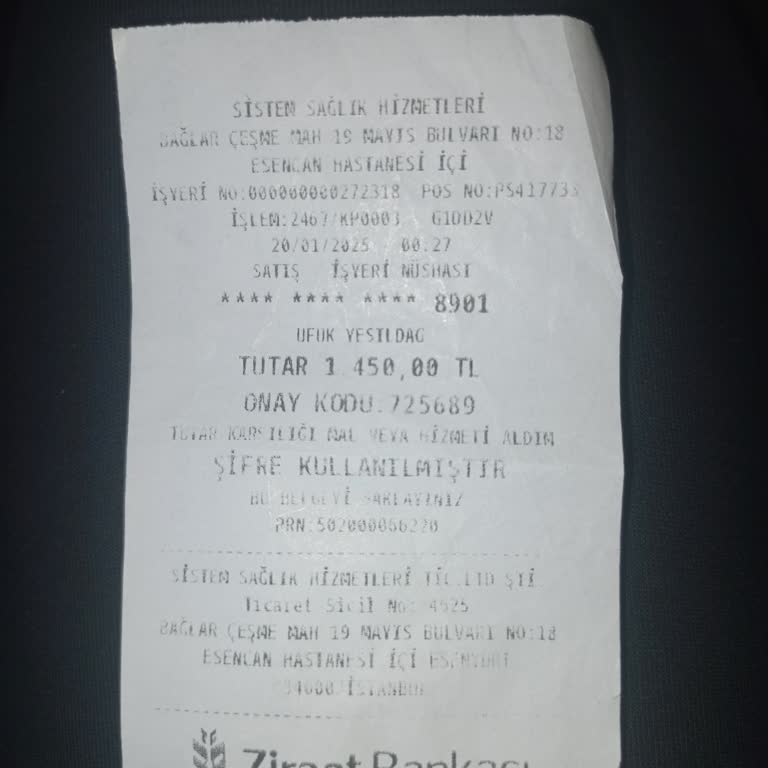 SİSTEM SAĞLIK HİZMETLERİ
BAĞLAR ÇEŞME MAH 19 MAYIS BULVARI NO:18
ESENCAN HASTANESİ İÇİ
İŞYERİ NO:000000000272318 POS NO:PS417733
İŞLEM:2467/KP0003 G1DD2V
20/01/2025 00:27
SATIŞ İŞYERİ NÜSHASI
**** **** **** 8901
UFUK YESILDAG
TUTAR 1.450,00 TL
ONAY KODU:725689
TUTAR KARŞILIĞI MAL VEYA HİZMETİ ALDIM
ŞİFRE KULLANILMIŞTIR
BU BELGEYİ SAKLAYINIZ
PRN:502000066220
SİSTEM SAĞLIK HİZMETLERİ TİC.LTD ŞTİ.
Ticaret Sicil No: 4525
BAĞLAR ÇEŞME MAH 19 MAYIS BULVARI NO:18
ESENCAN HASTANESİ İÇİ ESENYURT
34000/İSTANBUL
Ziraat Bankası